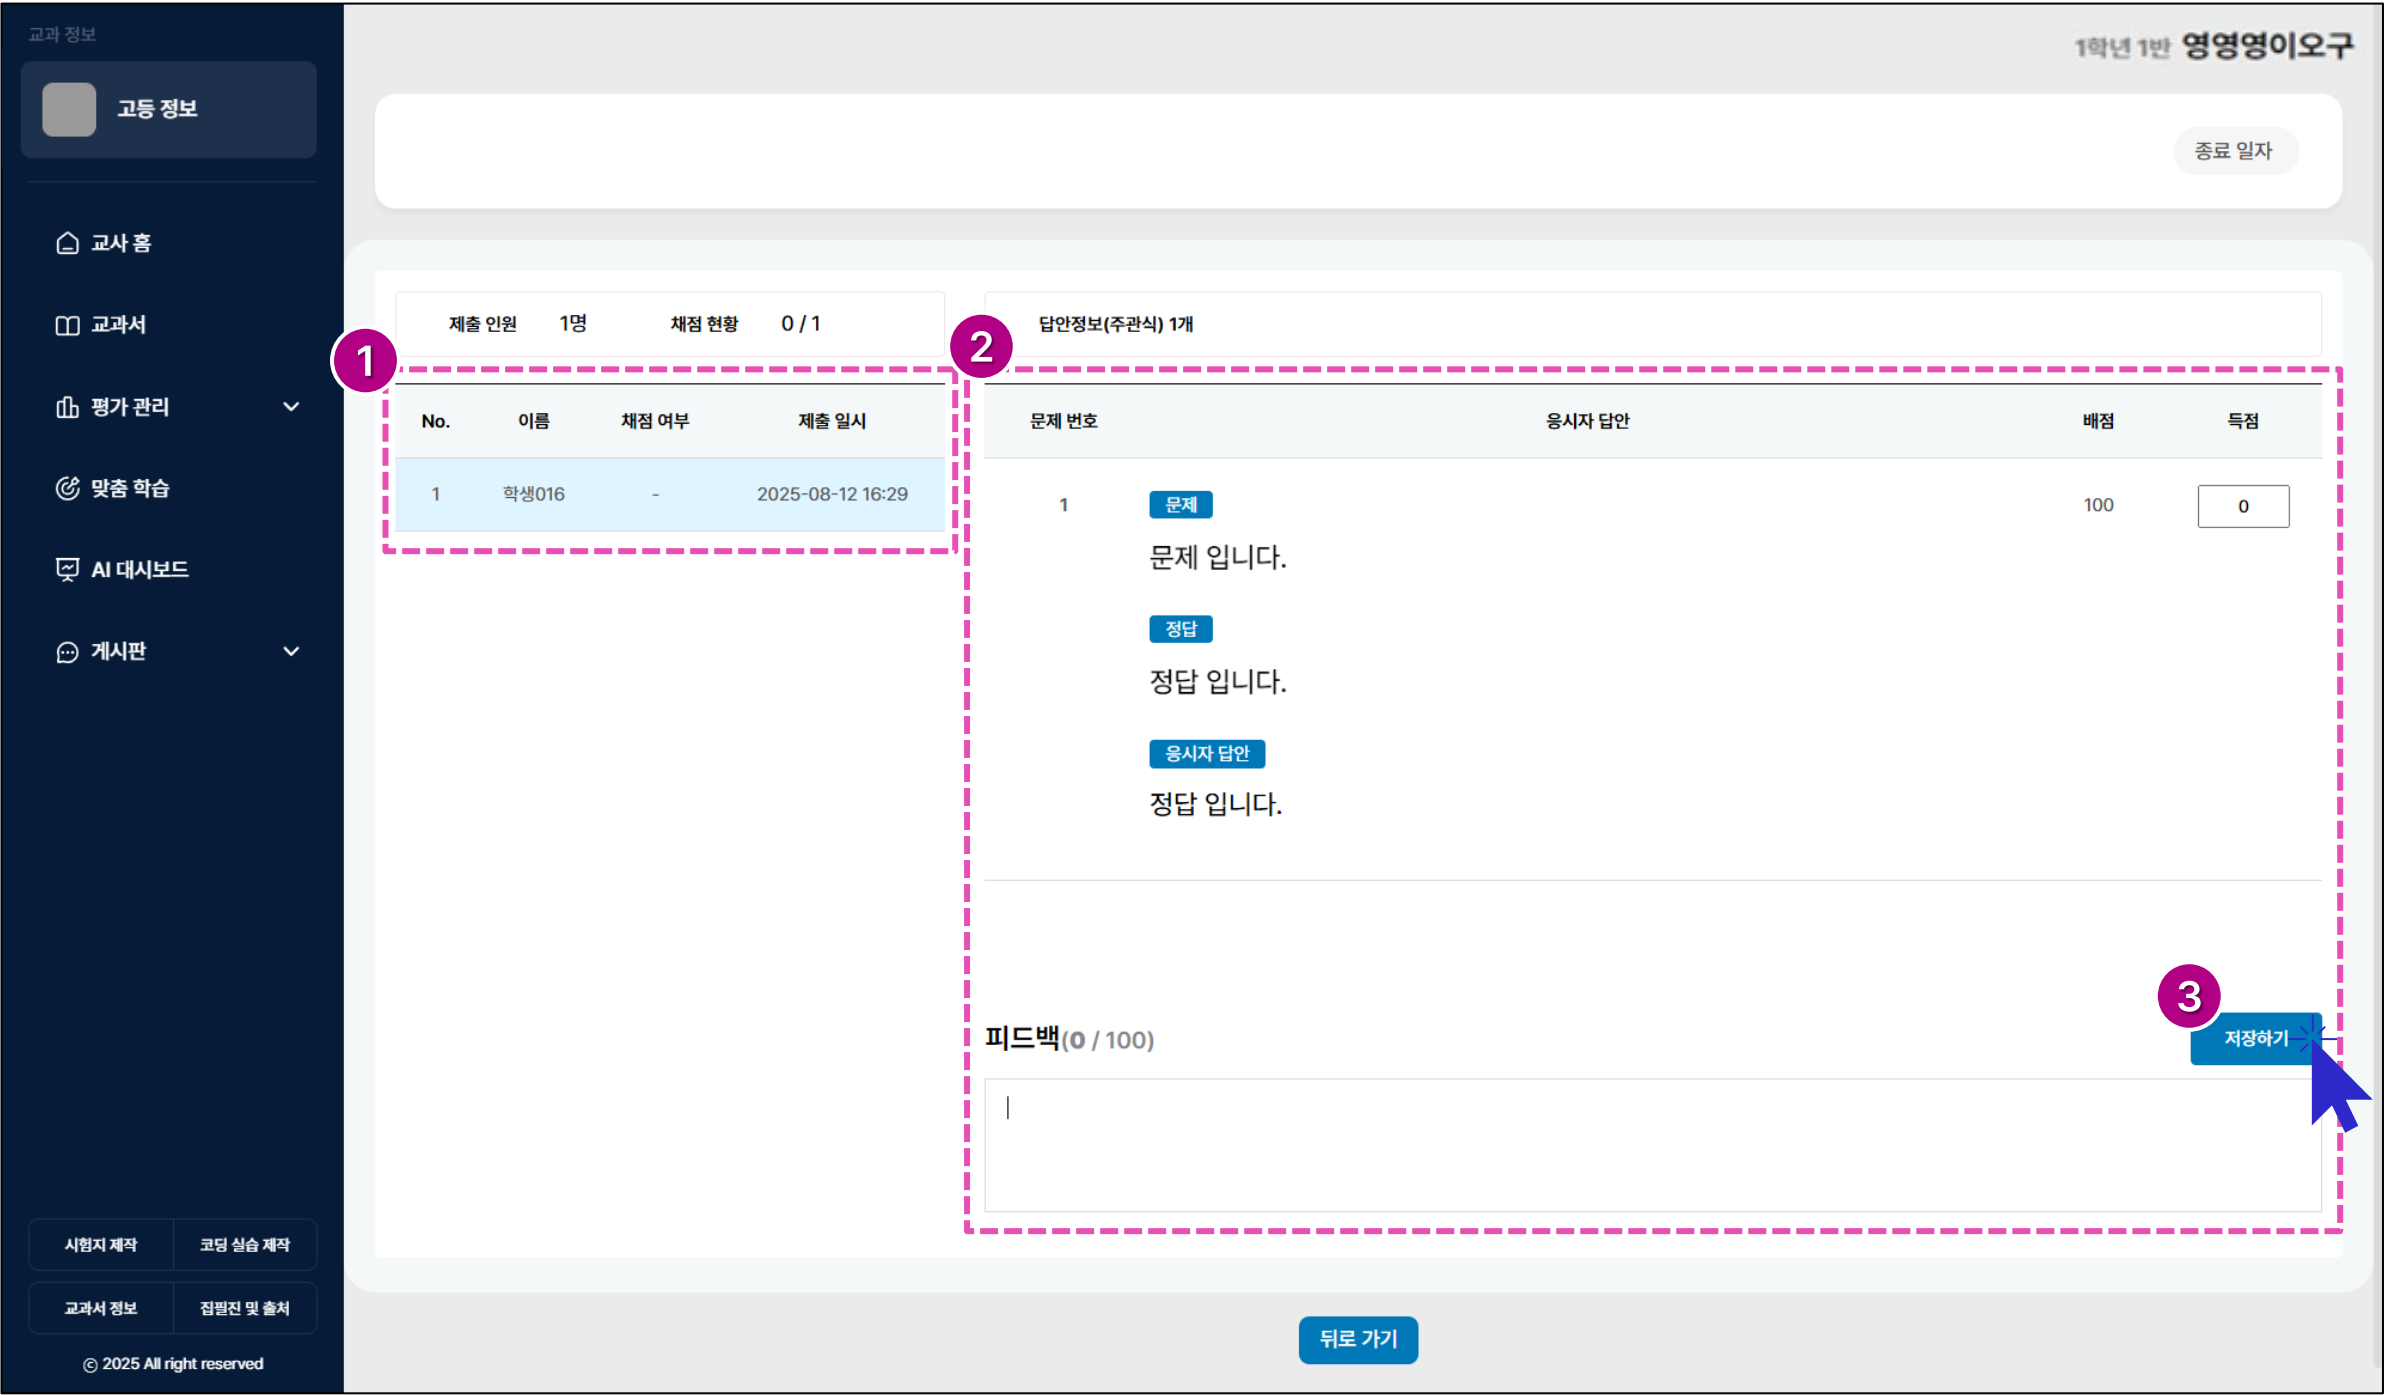 교과 정보
고등 정보
교사 홈
교과서
평가 관리
맞춤 학습
AI 대시보드
게시판
시험지 제작
코딩 실습 제작
교과서 정보
집필진 및 출처
© 2025 All right reserved
1학년 1반 영영영이오구
종료 일자
제출 인원 1명 채점 현황 0 / 1
1
No. 이름 채점 여부 제출 일시
1 학생016 - 2025-08-12 16:29
답안정보(주관식) 1개
2
문제 번호 응시자 답안 배점 득점
1 문제 100 0
문제 입니다.
정답
정답 입니다.
응시자 답안
정답 입니다.
3
피드백(0 / 100) 저장하기
뒤로 가기